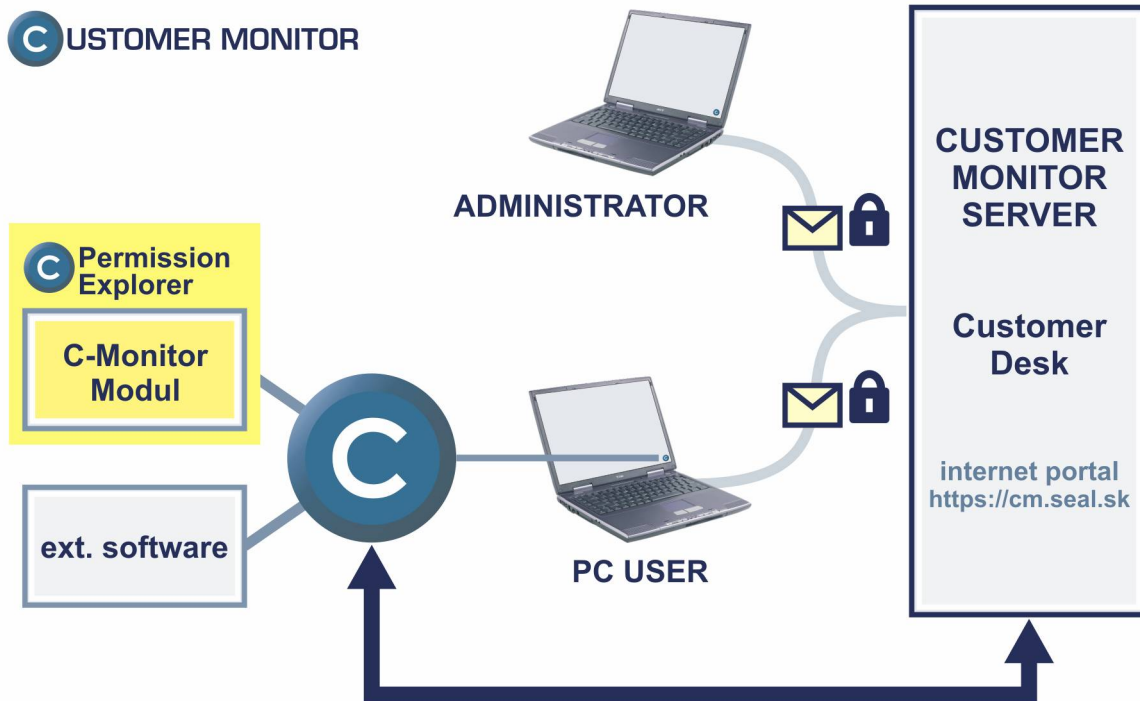 CUSTOMER MONITOR
ADMINISTRATOR
CUSTOMER
MONITOR
SERVER
Customer
Desk
internet portal
https://cm.seal.sk
C Permission
Explorer
C-Monitor
Modul
ext. software
C
PC USER